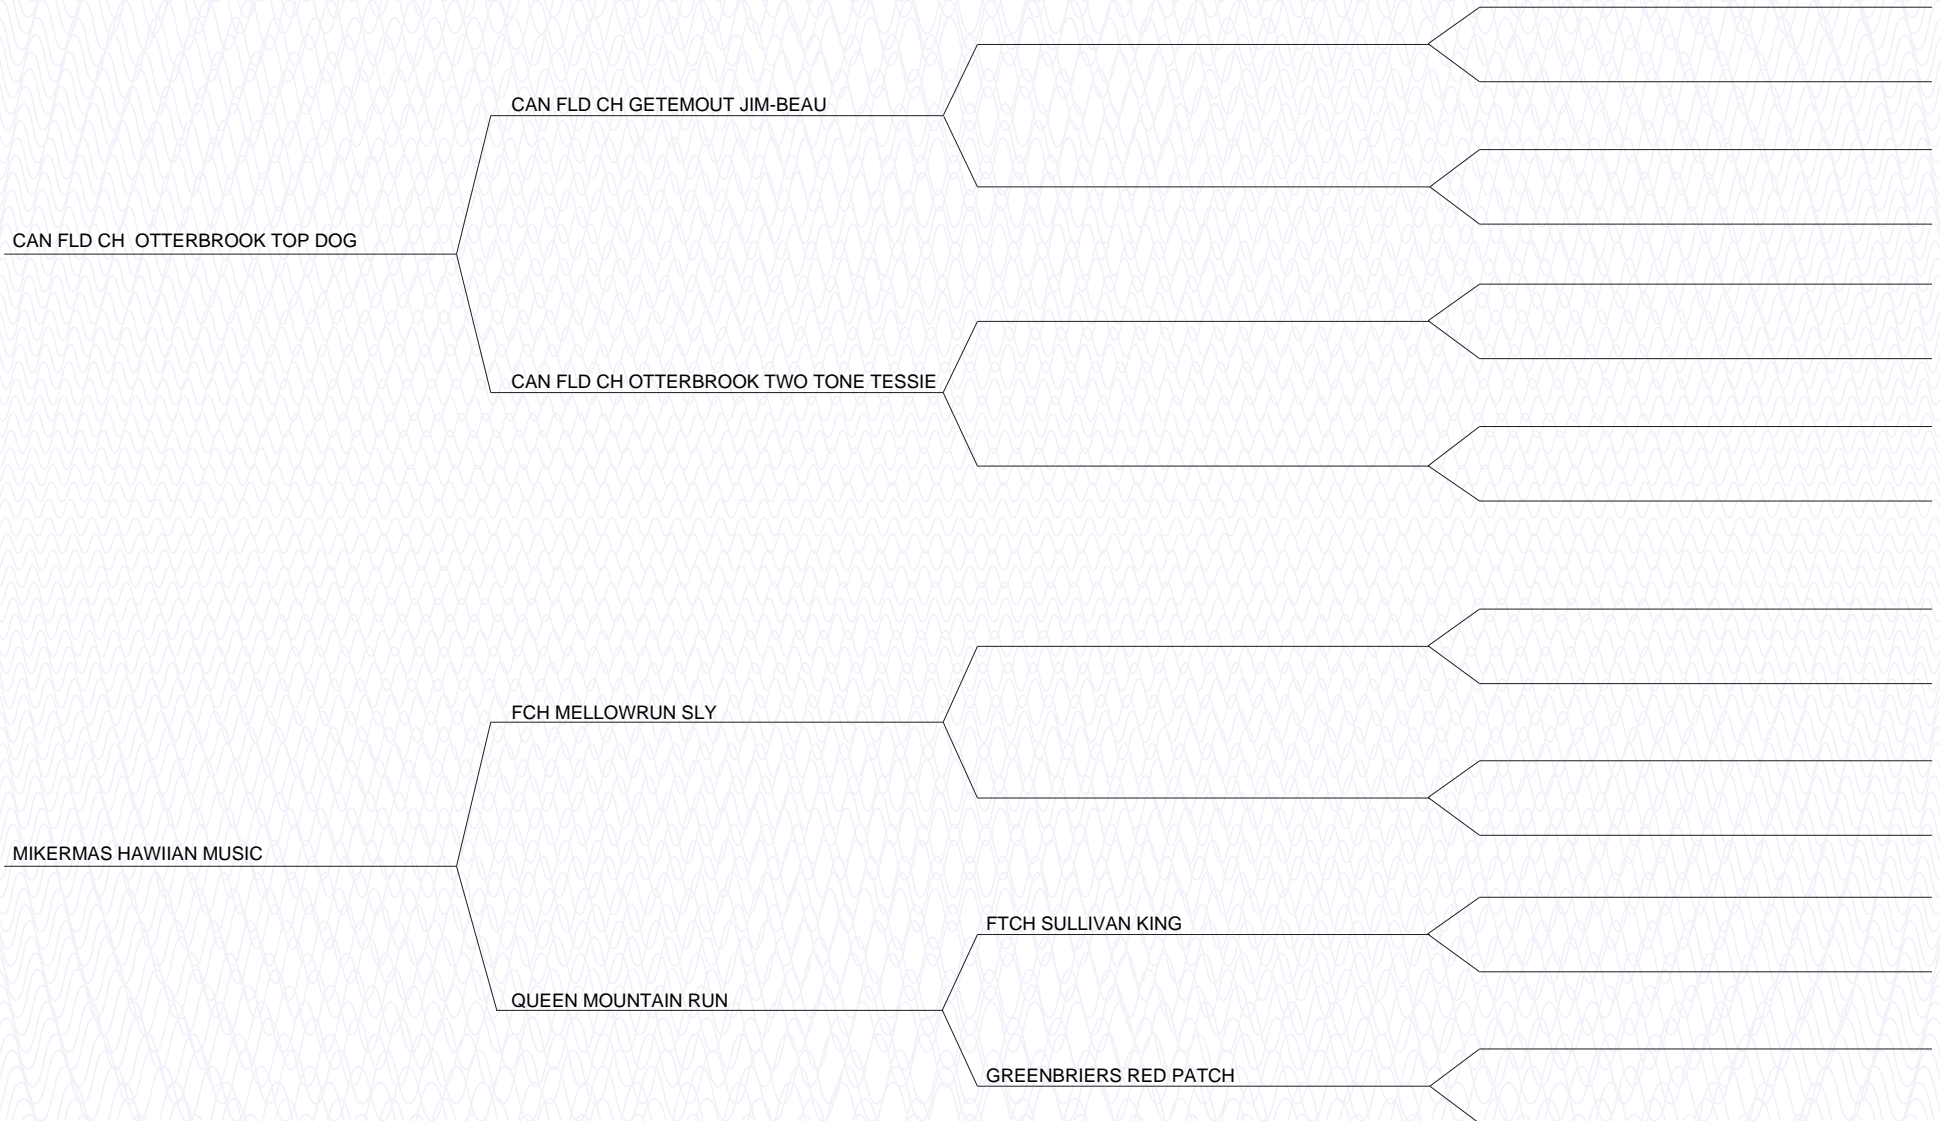 CAN FLD CH GETEMOUT JIM-BEAU
CAN FLD CH  OTTERBROOK TOP DOG
CAN FLD CH OTTERBROOK TWO TONE TESSIE
FCH MELLOWRUN SLY
MIKERMAS HAWIIAN MUSIC
FTCH SULLIVAN KING
QUEEN MOUNTAIN RUN
GREENBRIERS RED PATCH